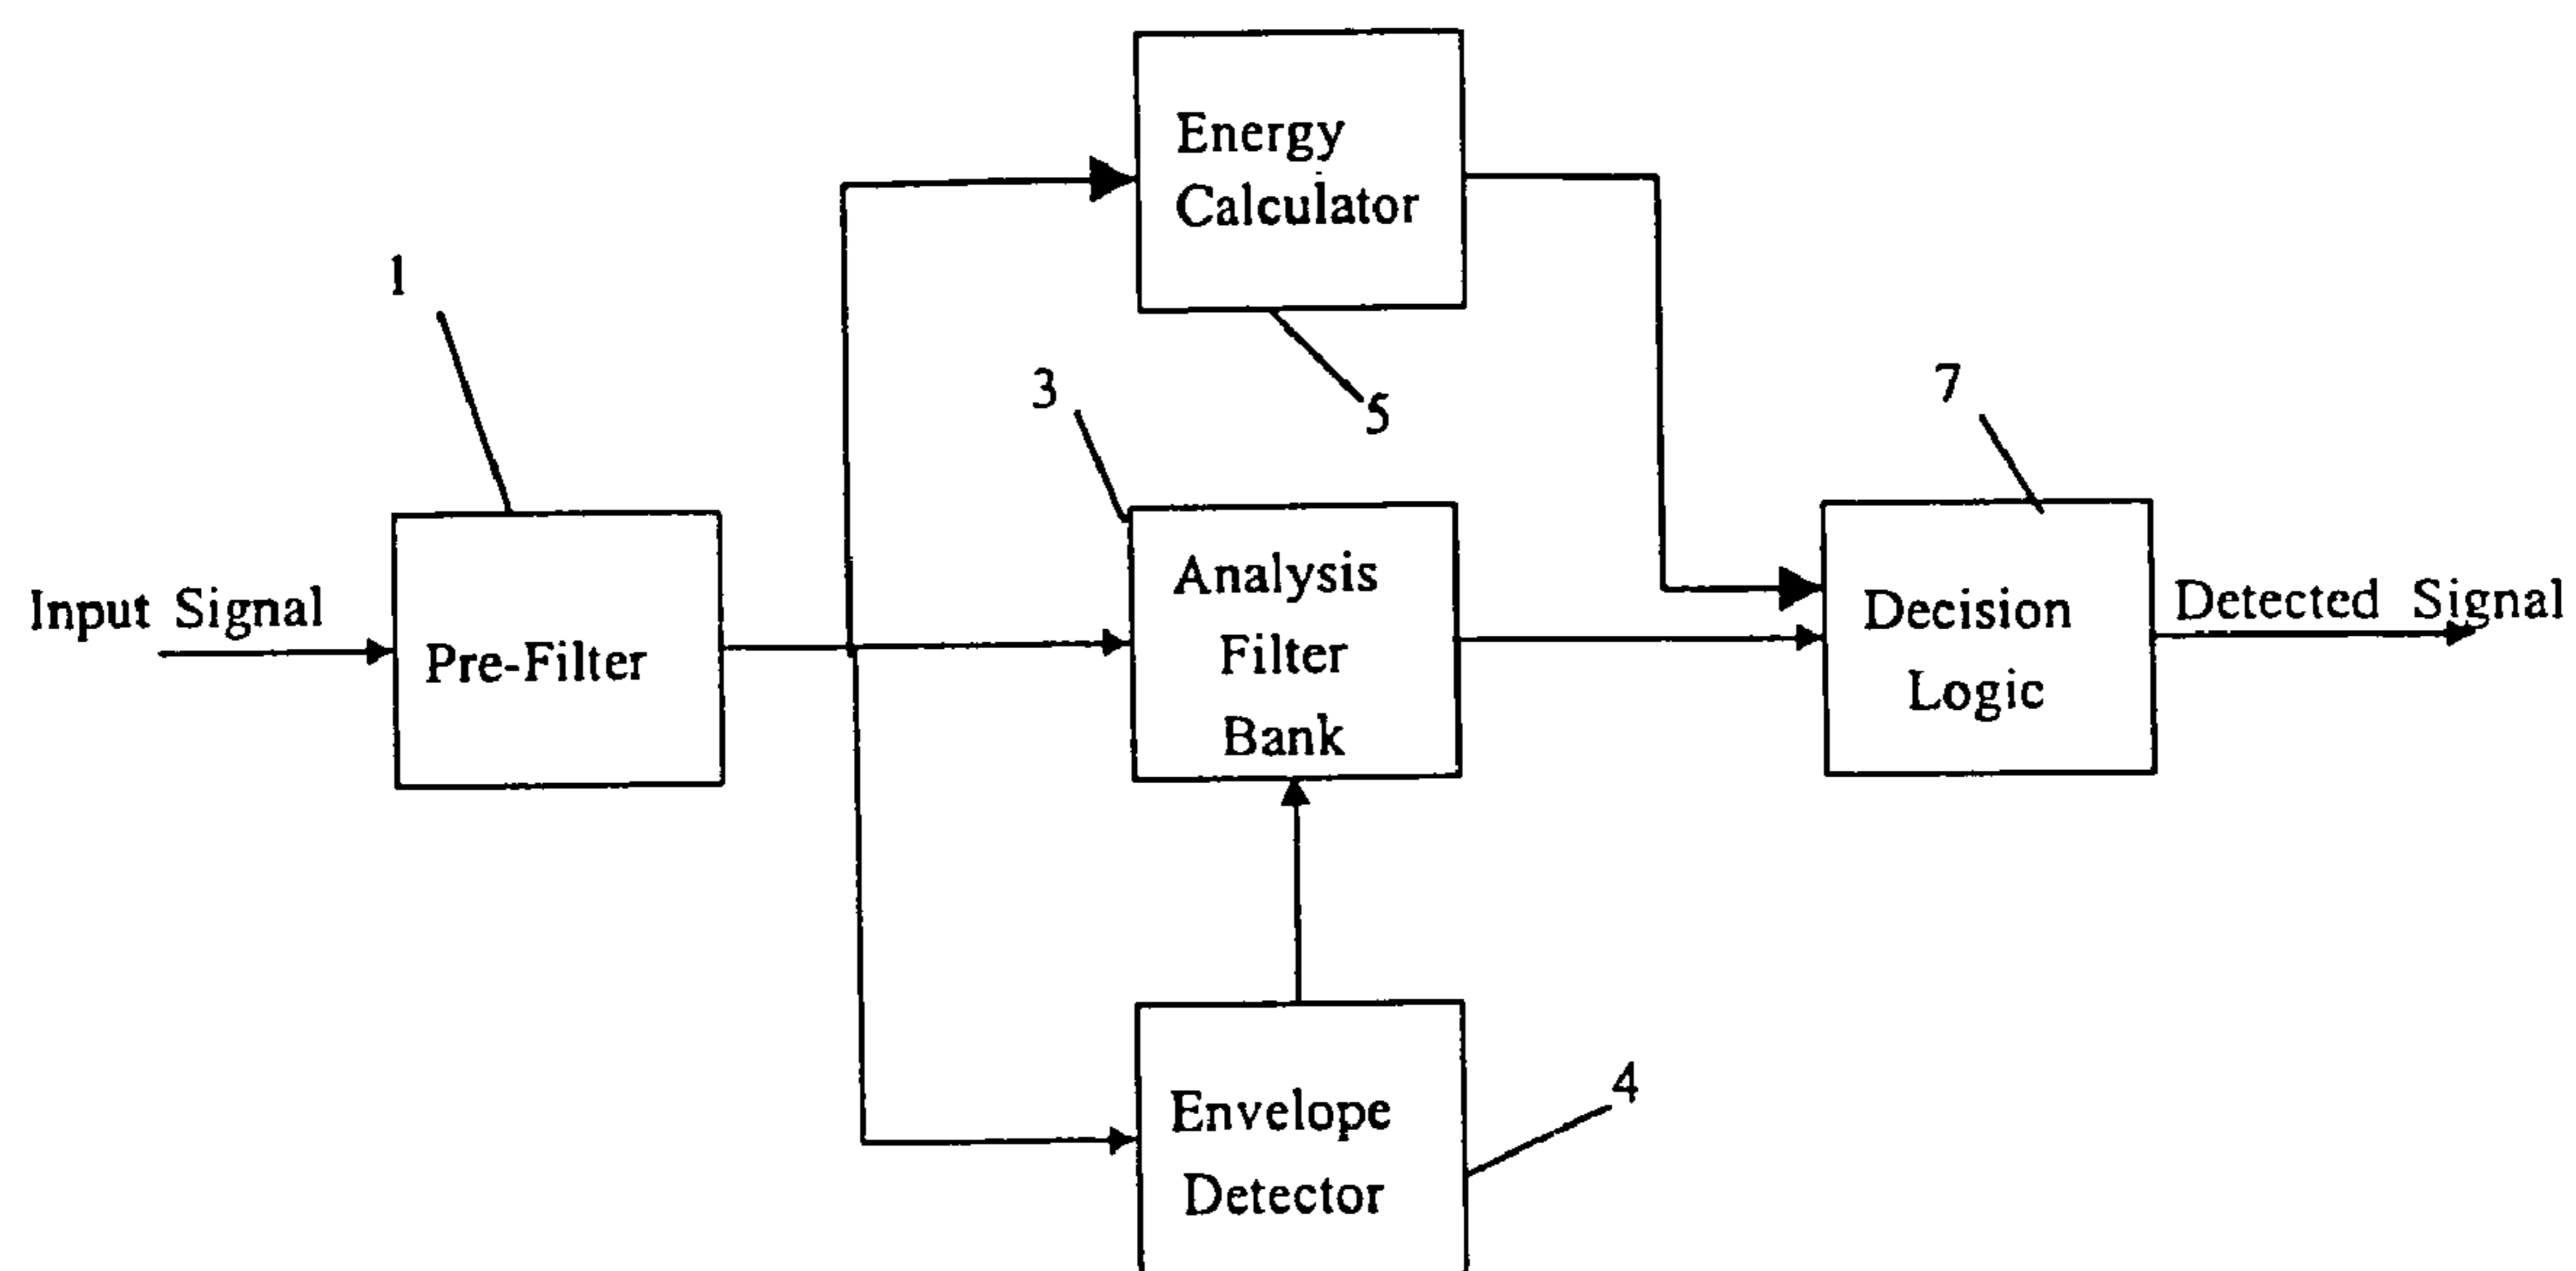 Energy
Calculator
1
3
5
7
Input Signal
Pre-Filter
Analysis
Filter
Bank
Decision
Logic
Detected Signal
Envelope
Detector
4